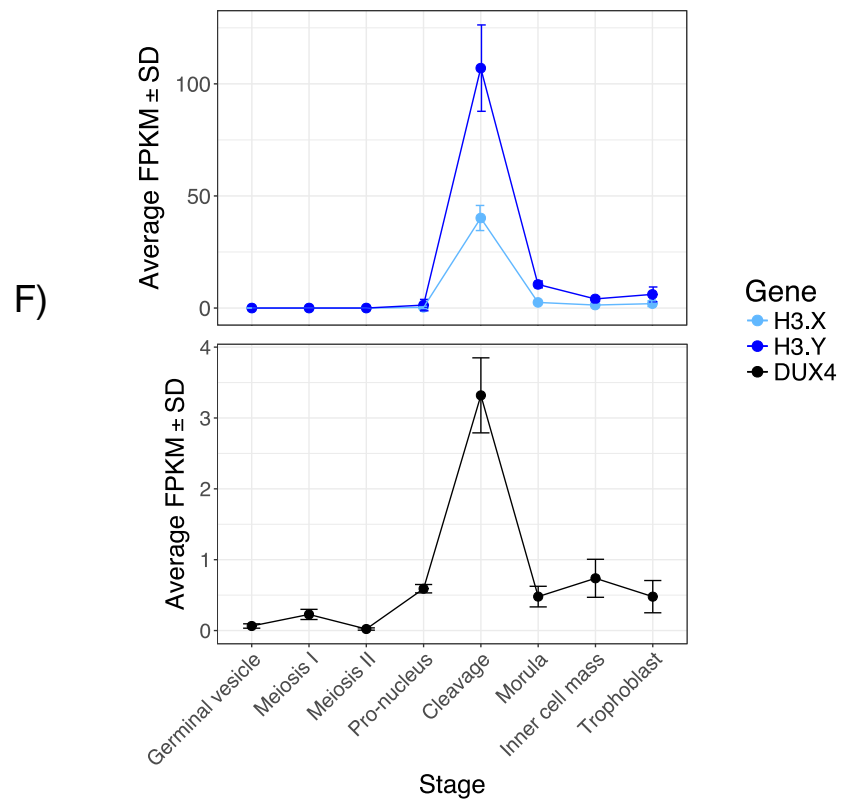 F)
Average FPKM ± SD
100
50
0
Average FPKM ± SD
4
3
2
1
0
Germinal vesicle
Meiosis I
Meiosis II
Pro-nucleus
Cleavage
Morula
Inner cell mass
Trophoblast
Stage
Gene
H3.X
H3.Y
DUX4